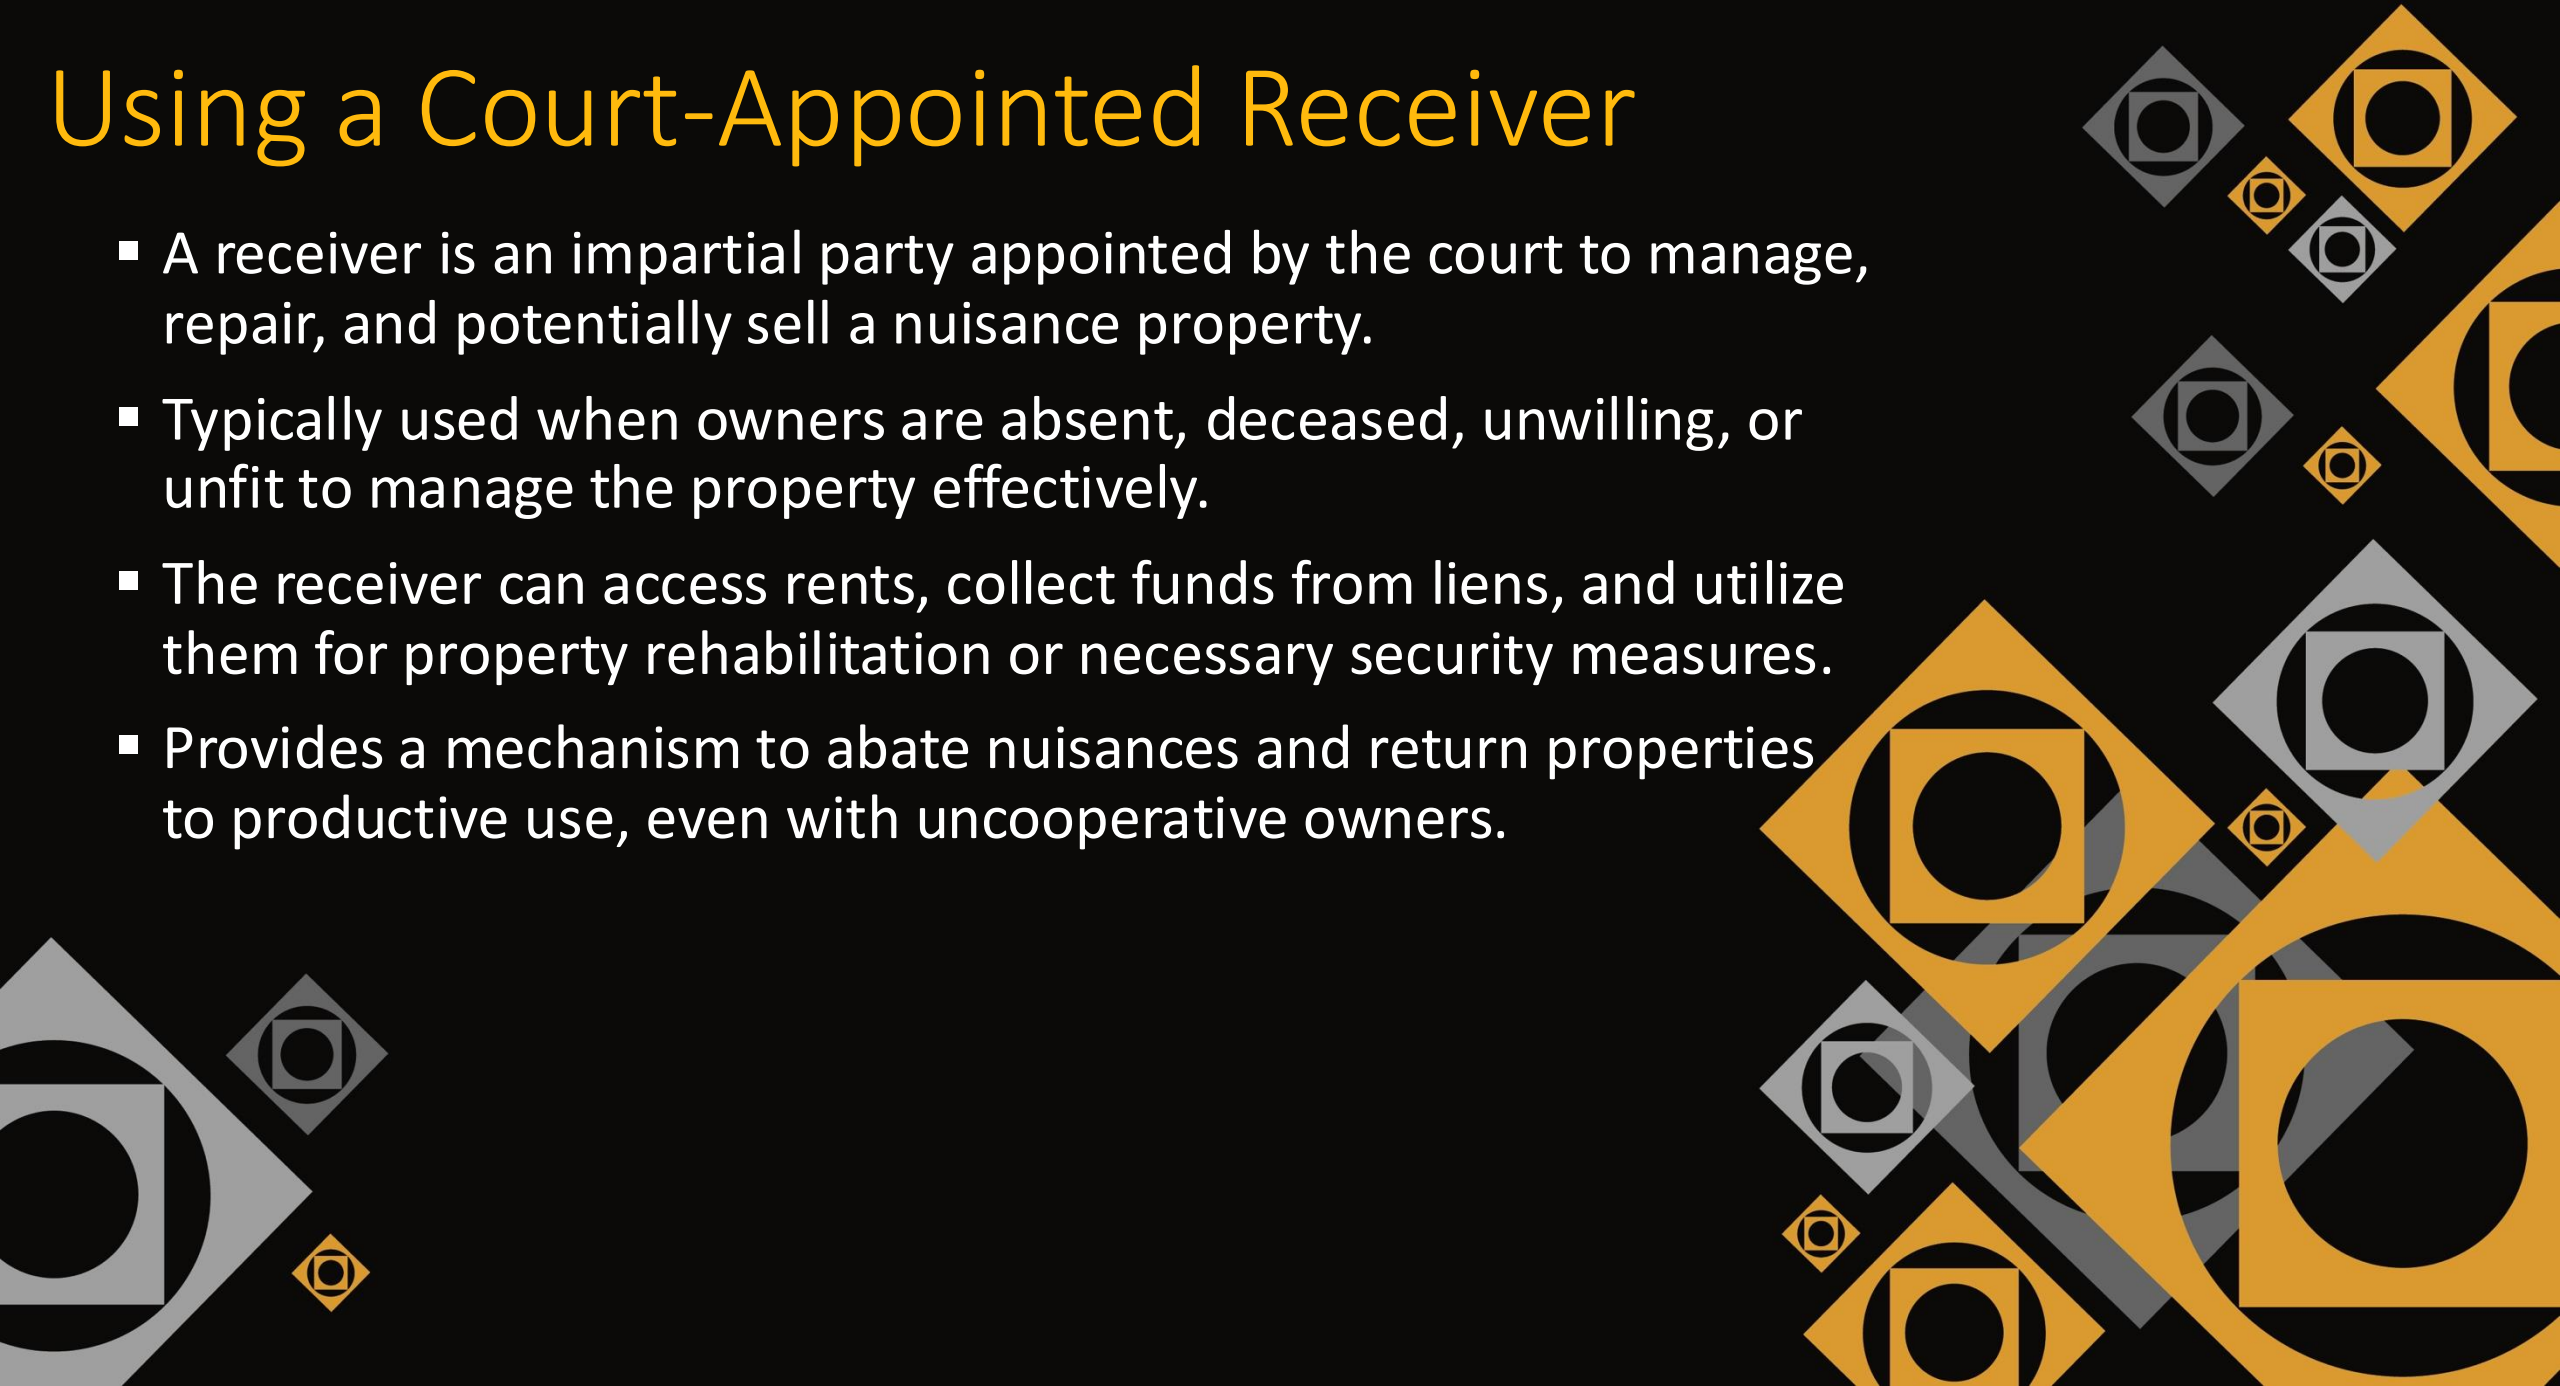 Using a Court-Appointed Receiver
▪ A receiver is an impartial party appointed by the court to manage,
repair, and potentially sell a nuisance property.
▪ Typically used when owners are absent, deceased, unwilling, or
unfit to manage the property effectively.
▪ The receiver can access rents, collect funds from liens, and utilize
them for property rehabilitation or necessary security measures.
▪ Provides a mechanism to abate nuisances and return properties
to productive use, even with uncooperative owners.